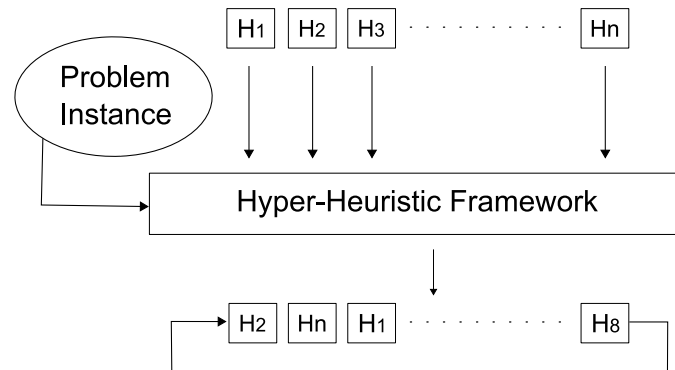 H1 H2 H3 . . . . . . . . . . Hn
Problem
Instance
Hyper-Heuristic Framework
H2 Hn H1 . . . . . . . . . . H8